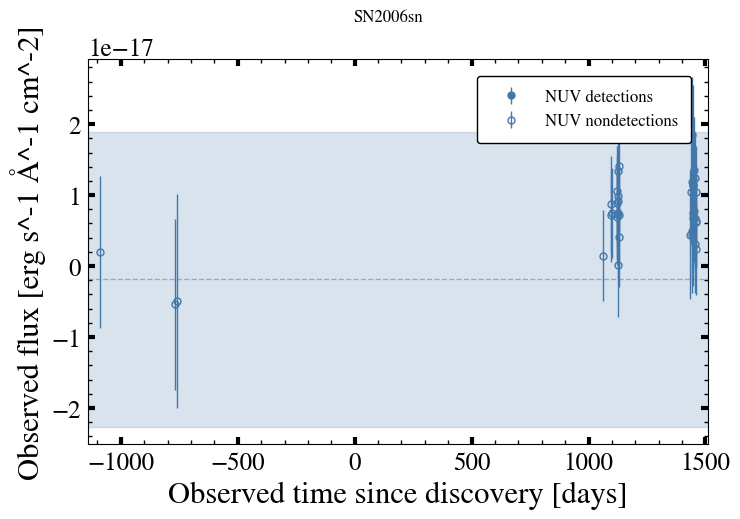 SN2006sn
1e−17
NUV detections
NUV nondetections
2
1
0
−1
−2
Observed flux [erg s^-1 Å^-1 cm^-2]
−1000 −500 0 500 1000 1500
Observed time since discovery [days]